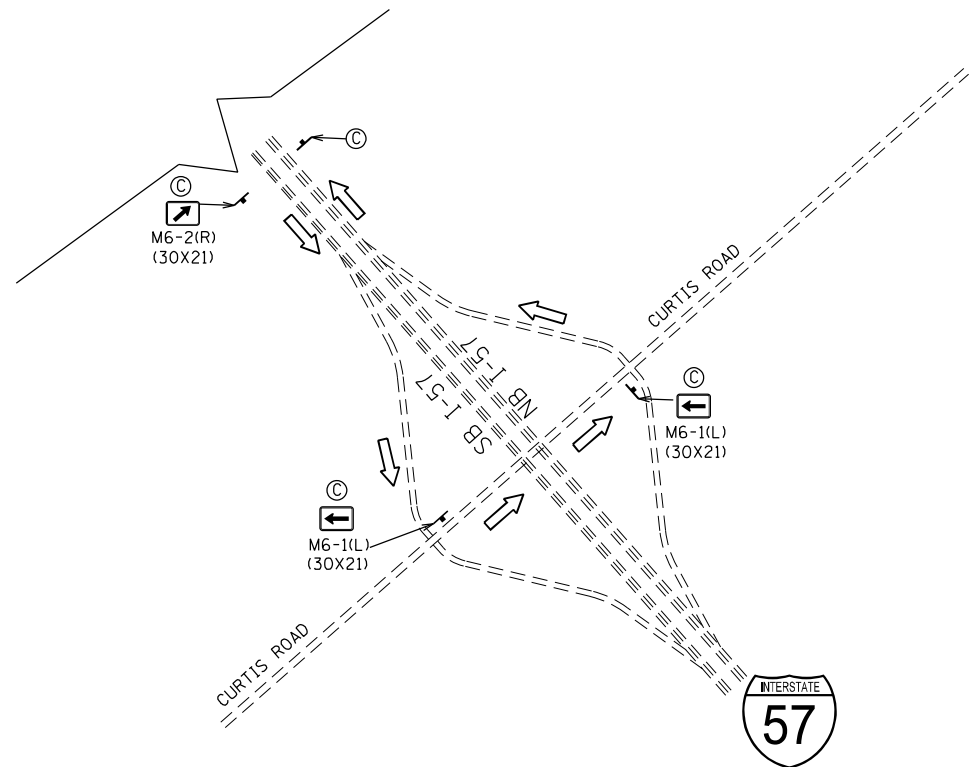 Ⓒ
Ⓒ
M6-2(R)
(30X21)
CURTIS ROAD
NB I-57
SB I-57
Ⓒ
M6-1(L)
(30X21)
Ⓒ
M6-1(L)
(30X21)
CURTIS ROAD
INTERSTATE
57